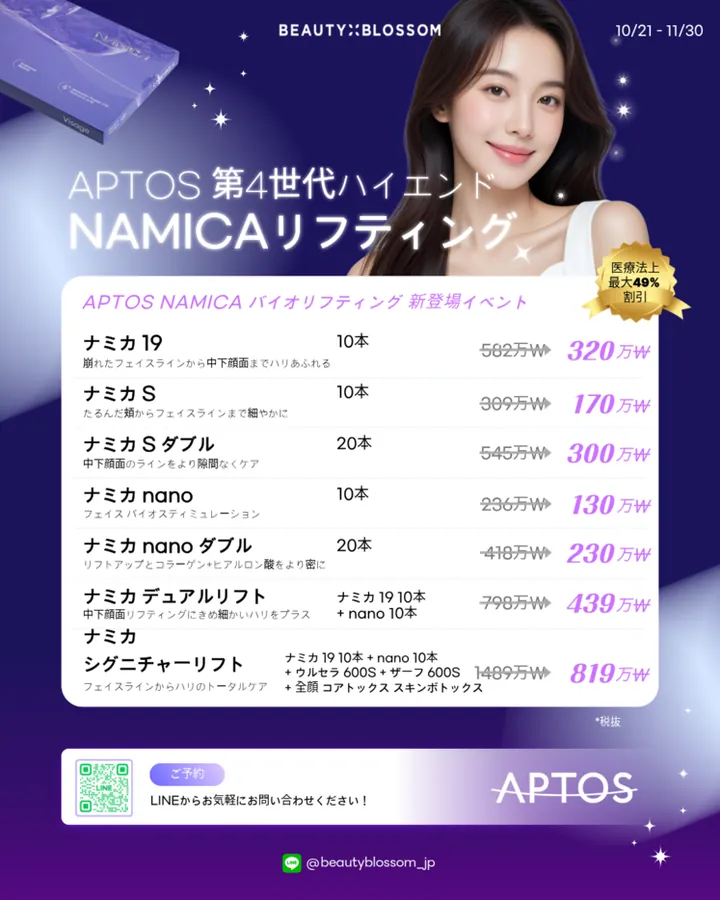 BEAUTY BLOSSOM
10/21 - 11/30
Visage
APTOS 第4世代ハイエンド
NAMICAリフティング
医療法上
最大49%
割引
APTOS NAMICA バイオリフティング 新登場イベント
ナミカ 19 10本 582万₩ 320万₩
崩れたフェイスラインから中下顔面までハリあふれる
ナミカ S 10本 309万₩ 170万₩
たるんだ頬からフェイスラインまで細やかに
ナミカ S ダブル 20本 545万₩ 300万₩
中下顔面のラインをより隙間なくケア
ナミカ nano 10本 236万₩ 130万₩
フェイス バイオスティミュレーション
ナミカ nano ダブル 20本 418万₩ 230万₩
リフトアップとコラーゲン+ヒアルロン酸をより密に
ナミカ デュアルリフト ナミカ 19 10本 798万₩ 439万₩
中下顔面リフティングにきめ細かいハリをプラス + nano 10本
ナミカ
シグニチャーリフト ナミカ 19 10本 + nano 10本 1489万₩ 819万₩
+ ウルセラ 600S + ザーフ 600S
フェイスラインからハリのトータルケア + 全顔 コアトックス スキンボトックス
*税抜
LINE
ご予約
LINEからお気軽にお問い合わせください！
APTOS
LINE @beautyblossom_jp